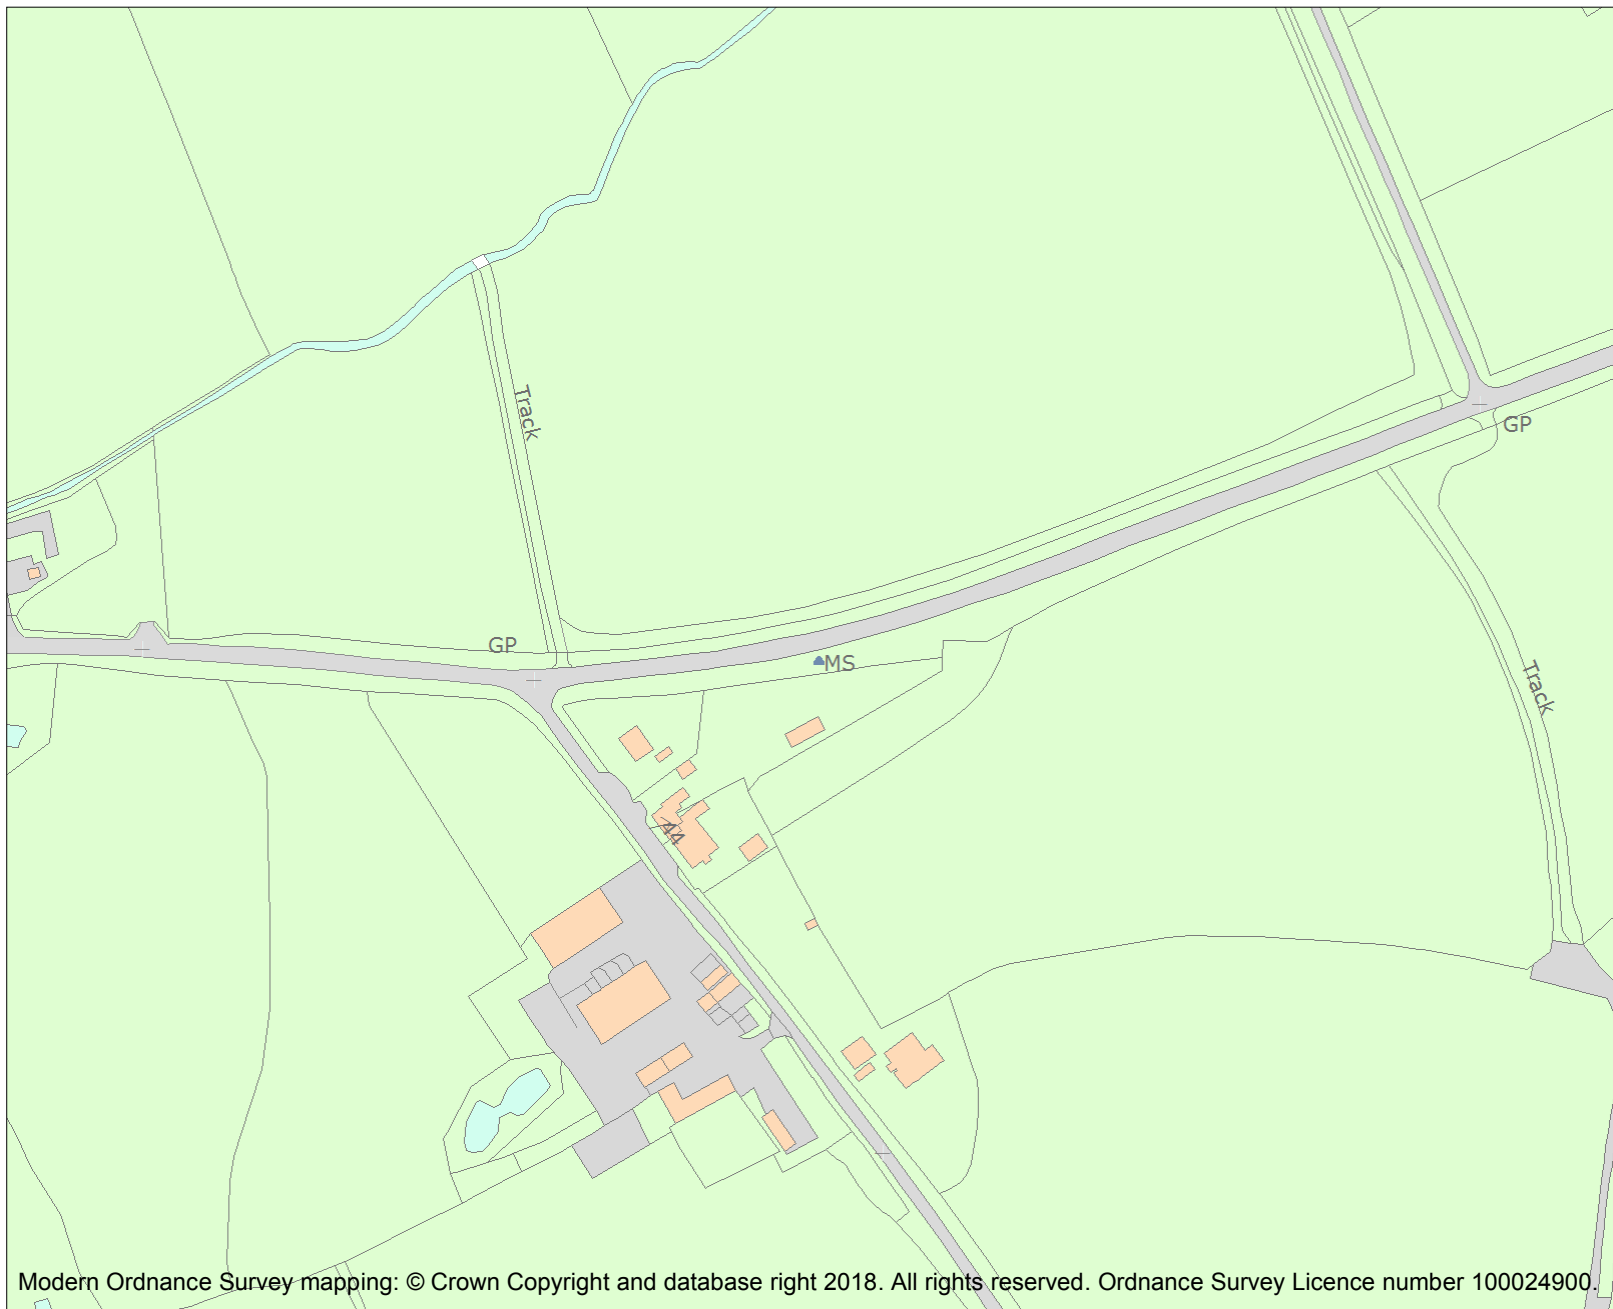 Track
GP
GP
MS
Track
44
Modern Ordnance Survey mapping: © Crown Copyright and database right 2018. All rights reserved. Ordnance Survey Licence number 100024900.